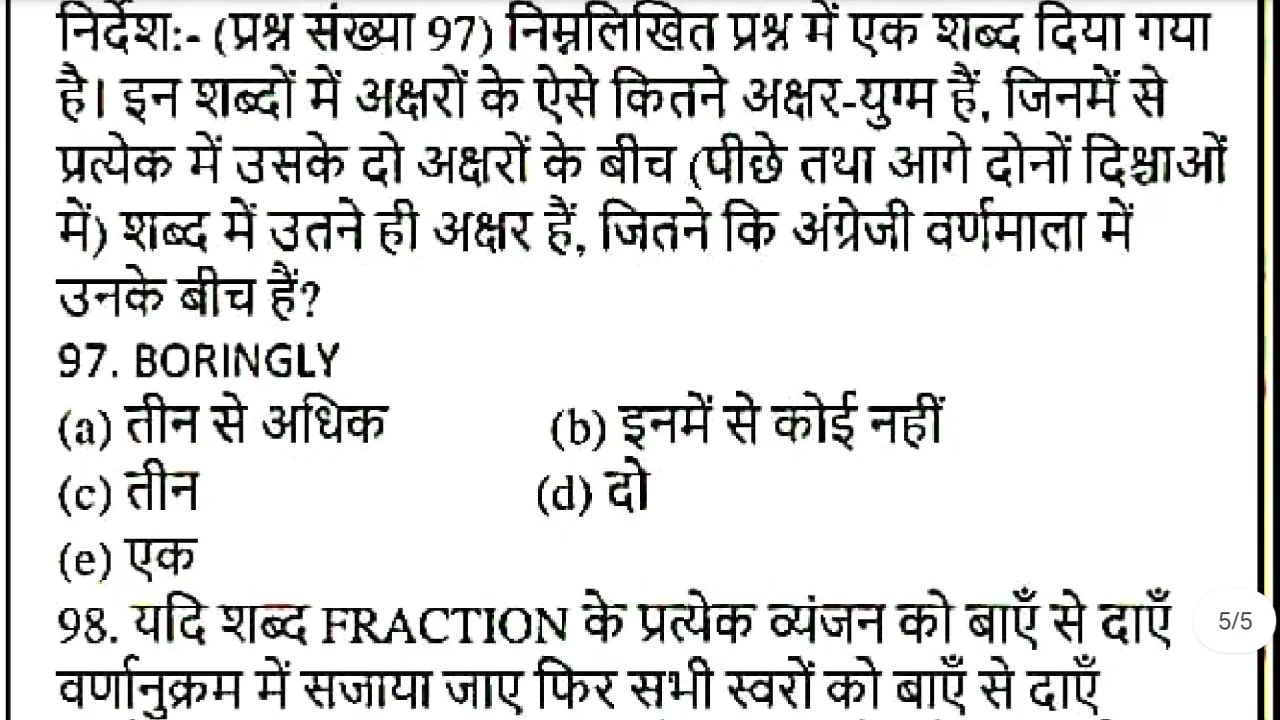 निर्देश:- (प्रश्न संख्या 97) निम्नलिखित प्रश्न में एक शब्द दिया गया
है। इन शब्दों में अक्षरों के ऐसे कितने अक्षर-युग्म हैं, जिनमें से
प्रत्येक में उसके दो अक्षरों के बीच (पीछे तथा आगे दोनों दिश्चाओं
में) शब्द में उतने ही अक्षर हैं, जितने कि अंग्रेजी वर्णमाला में
उनके बीच हैं?
97. BORINGLY
(a) तीन से अधिक (b) इनमें से कोई नहीं
(c) तीन (d) दो
(e) एक
98. यदि शब्द FRACTION के प्रत्येक व्यंजन को बाएँ से दाएँ
5/5
वर्णानुक्रम में सजाया जाए फिर सभी स्वरों को बाएँ से दाएँ